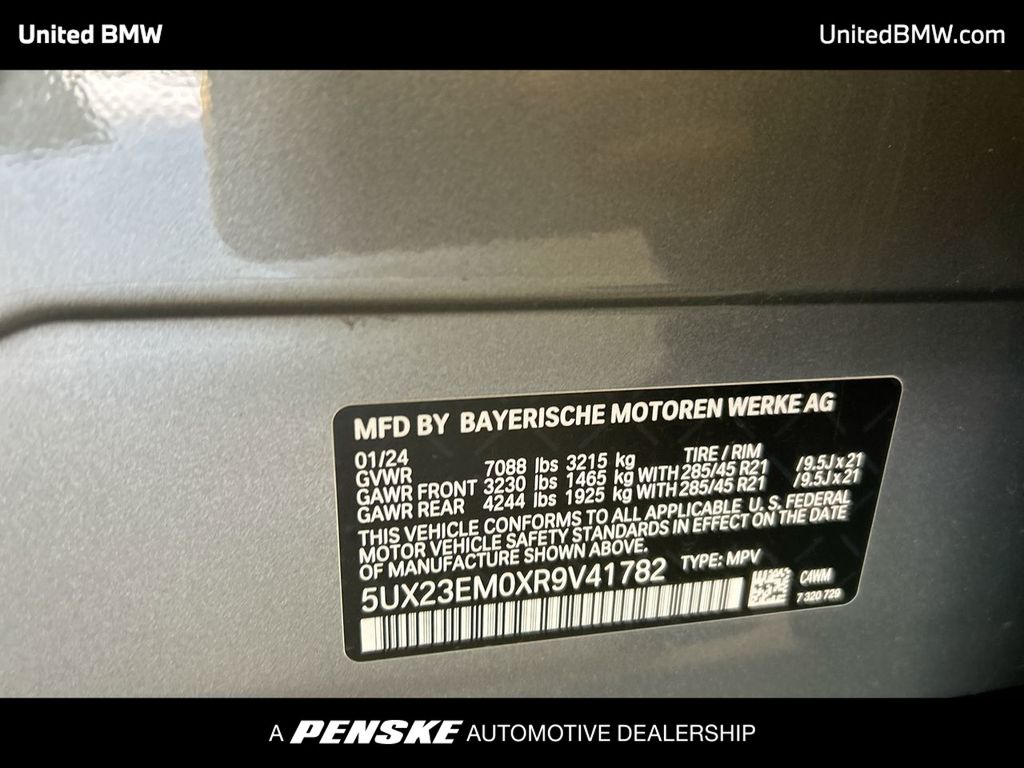 United BMW
UnitedBMW.com
MFD BY BAYERISCHE MOTOREN WERKE AG
01/24 TIRE / RIM
GVWR 7088 lbs 3215 kg
GAWR FRONT 3230 lbs 1465 kg WITH 285/45 R21 /9.5J x 21
GAWR REAR 4244 lbs 1925 kg WITH 285/45 R21 /9.5J x 21
THIS VEHICLE CONFORMS TO ALL APPLICABLE U.S. FEDERAL
MOTOR VEHICLE SAFETY STANDARDS IN EFFECT ON THE DATE
OF MANUFACTURE SHOWN ABOVE.
5UX23EM0XR9V41782 TYPE: MPV
C4WM
7 320 729
A PENSKE AUTOMOTIVE DEALERSHIP